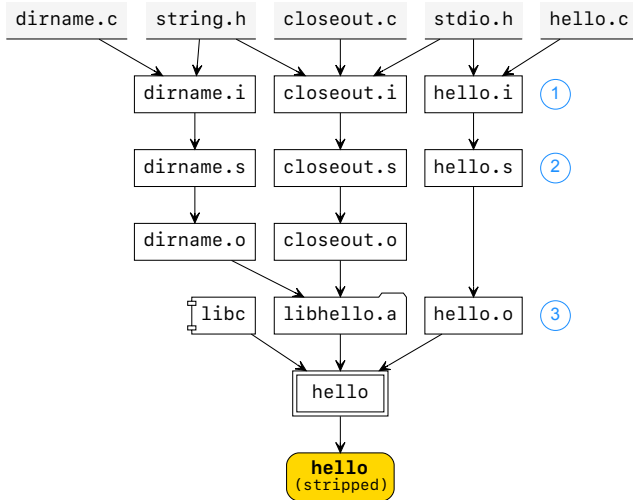 dirname.c string.h closeout.c stdio.h hello.c
dirname.i closeout.i hello.i 1
dirname.s closeout.s hello.s 2
dirname.o closeout.o
libc libhello.a hello.o 3
hello
hello
(stripped)